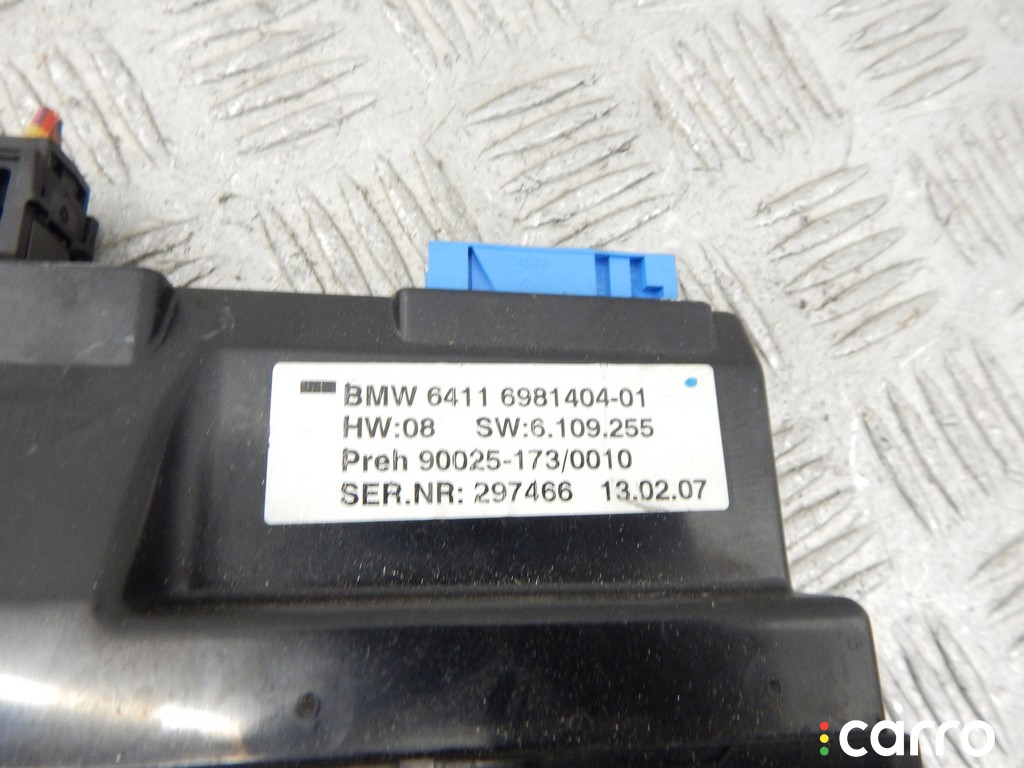 BMW 6411 6981404-01
HW:08 SW:6.109.255
Preh 90025-173/0010
SER.NR: 297466 13.02.07
carro